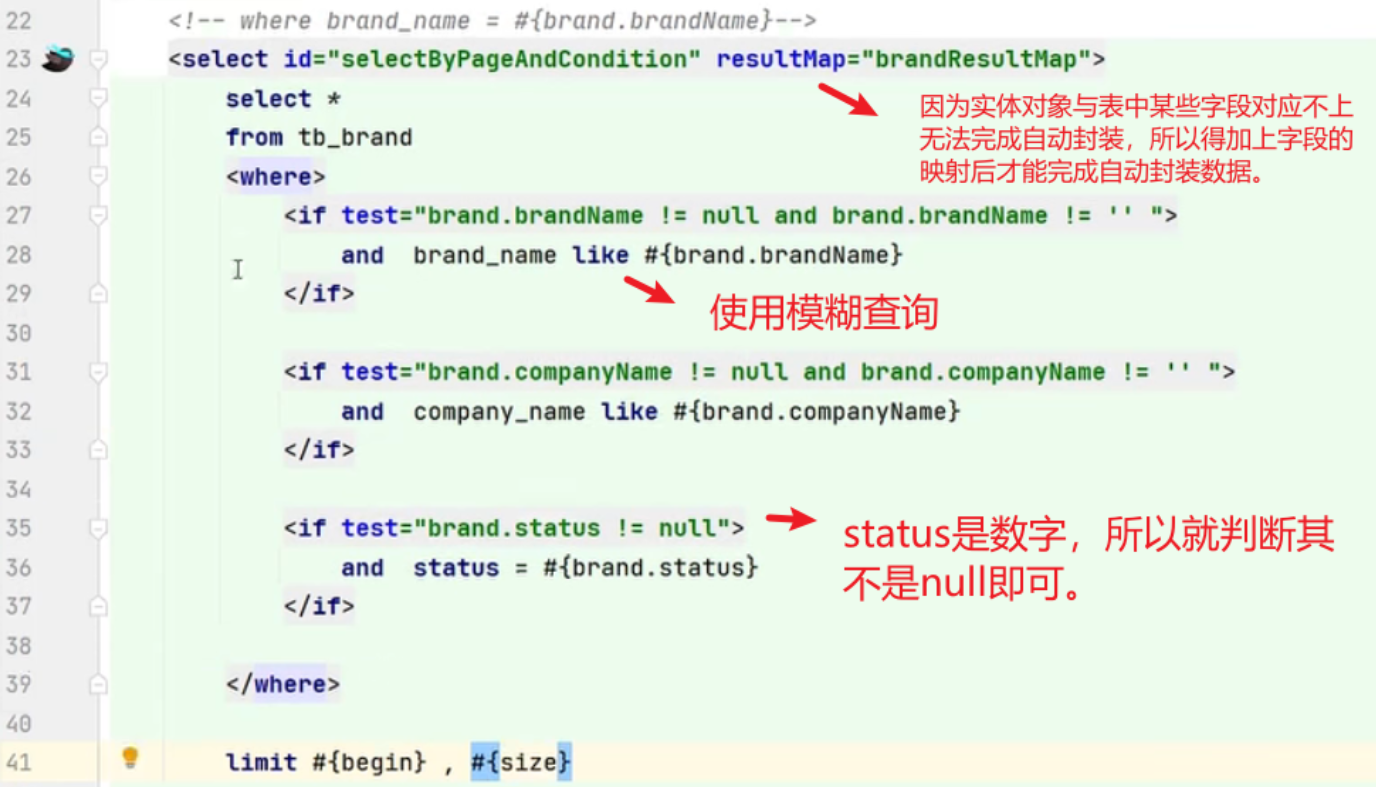 22 <!-- where brand_name = #{brand.brandName}-->
23 <select id="selectByPageAndCondition" resultMap="brandResultMap">
24 select *
因为实体对象与表中某些字段对应不上
无法完成自动封装，所以得加上字段的
映射后才能完成自动封装数据。
25 from tb_brand
26 <where>
27 <if test="brand.brandName != null and brand.brandName != '' ">
28 and brand_name like #{brand.brandName}
29 </if>
使用模糊查询
30
31 <if test="brand.companyName != null and brand.companyName != '' ">
32 and company_name like #{brand.companyName}
33 </if>
34
35 <if test="brand.status != null">
status是数字，所以就判断其
不是null即可。
36 and status = #{brand.status}
37 </if>
38
39 </where>
40
41 limit #{begin} , #{size}